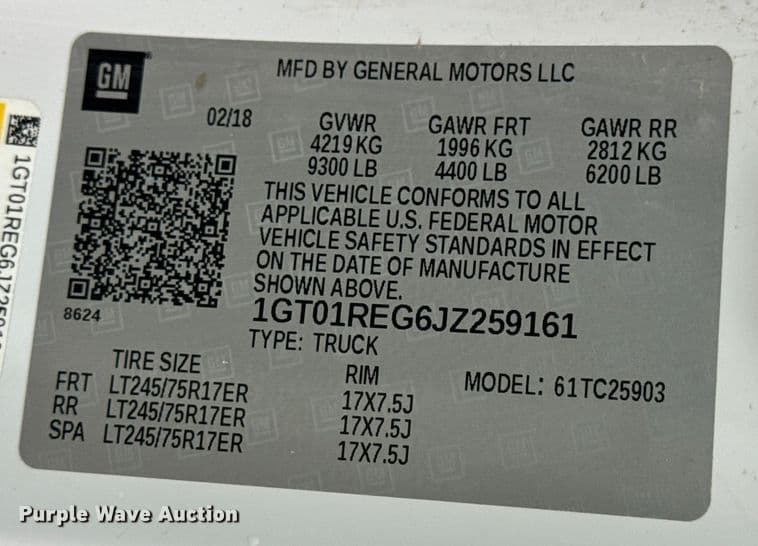 GM
MFD BY GENERAL MOTORS LLC
02/18
GVWR GAWR FRT GAWR RR
4219 KG 1996 KG 2812 KG
9300 LB 4400 LB 6200 LB
THIS VEHICLE CONFORMS TO ALL
APPLICABLE U.S. FEDERAL MOTOR
VEHICLE SAFETY STANDARDS IN EFFECT
ON THE DATE OF MANUFACTURE
SHOWN ABOVE.
8624
1GT01REG6JZ259161
TYPE: TRUCK
TIRE SIZE RIM MODEL: 61TC25903
FRT LT245/75R17ER 17X7.5J
RR LT245/75R17ER 17X7.5J
SPA LT245/75R17ER 17X7.5J
Purple Wave Auction